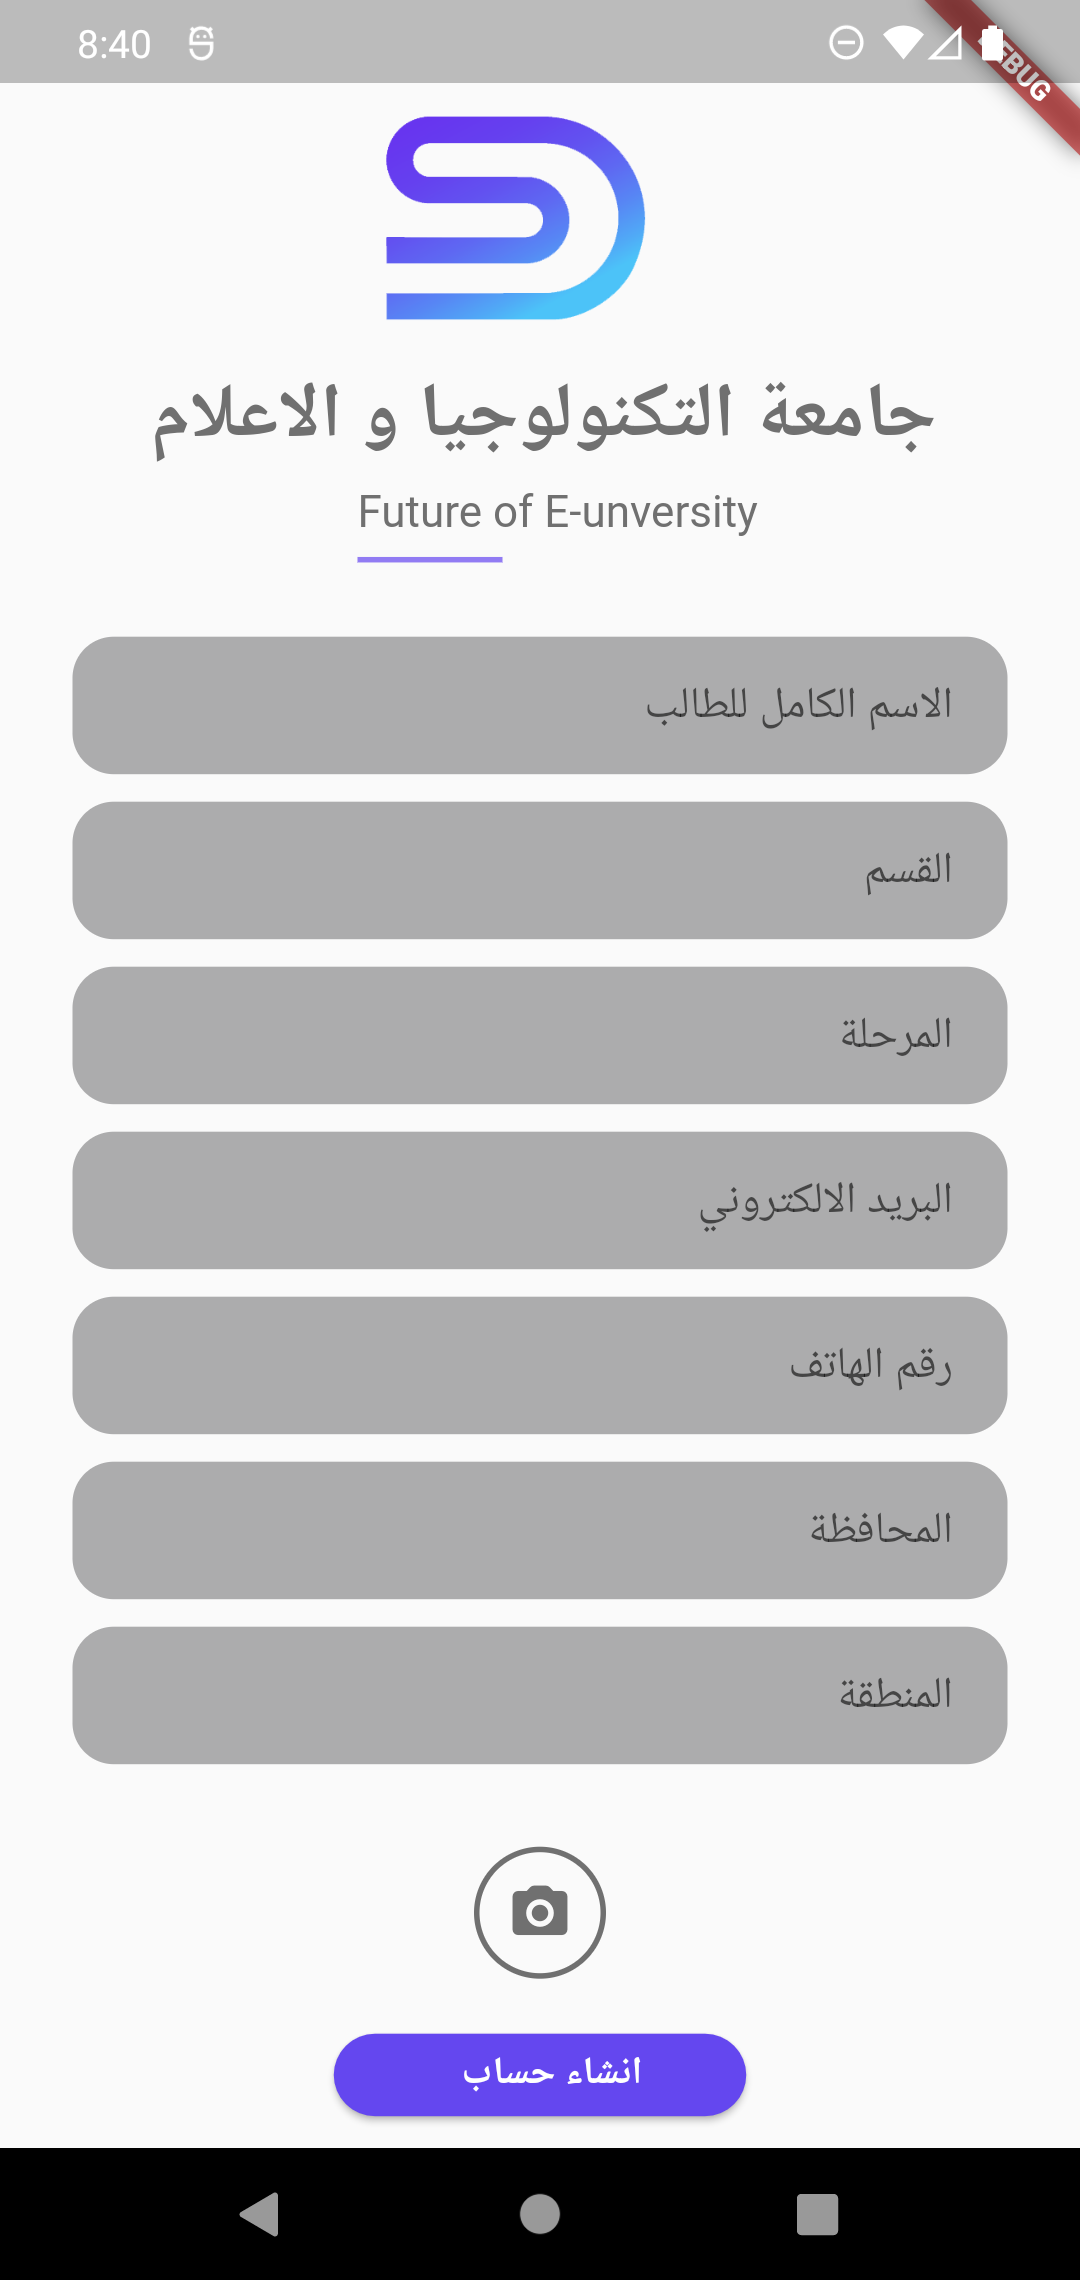 8:40
جامعة التكنولوجيا و الاعلام
Future of E-unversity
الاسم الكامل للطالب
القسم
المرحلة
البريد الالكتروني
رقم الهاتف
المحافظة
المنطقة
انشاء حساب